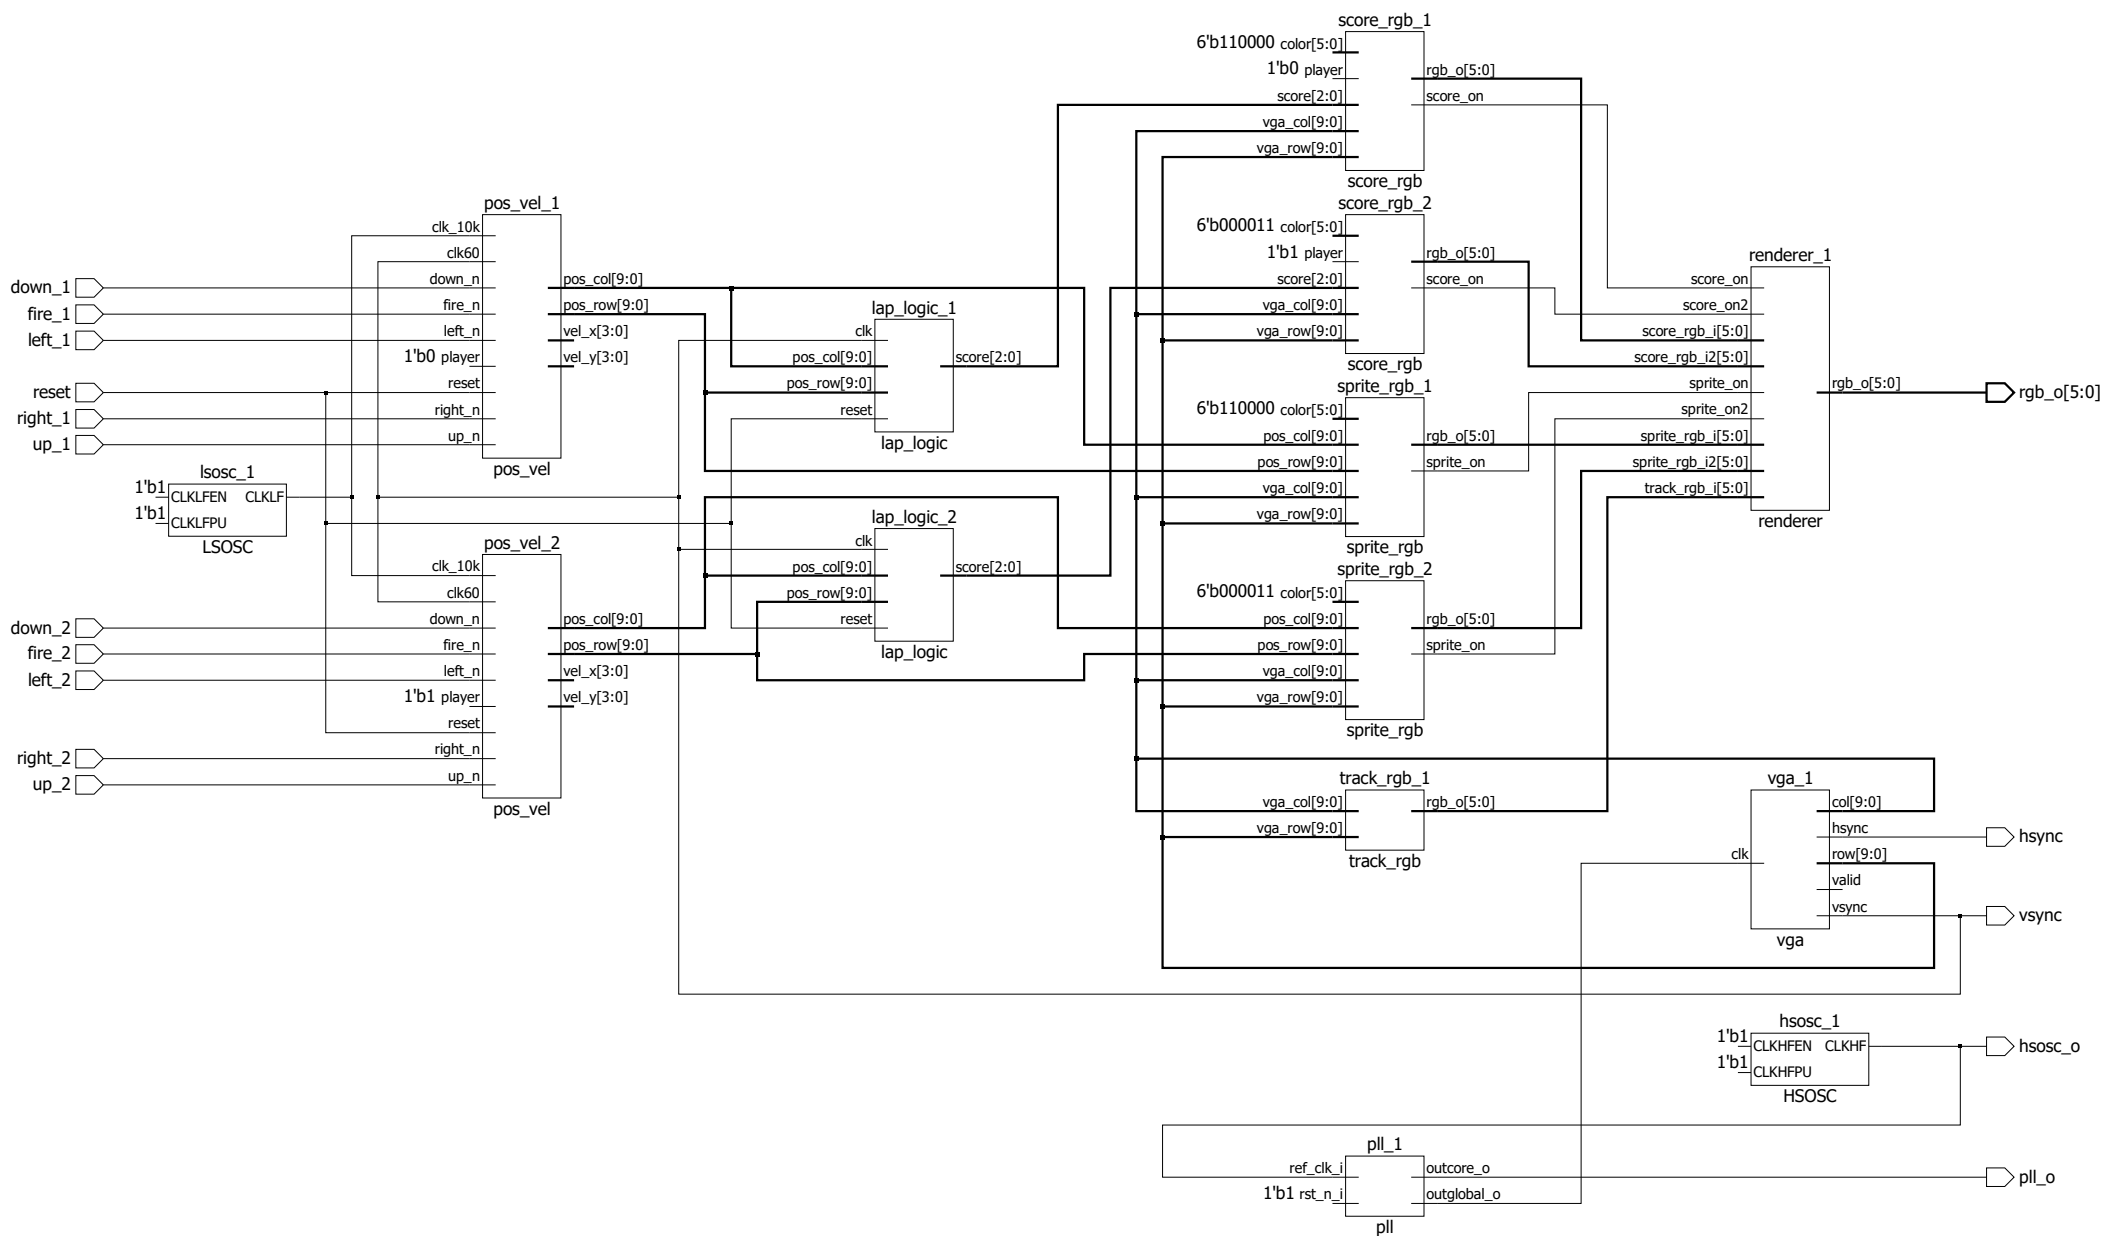 score_rgb_1
6'b110000 color[5:0]
1'b0 player
score[2:0]
vga_col[9:0]
vga_row[9:0]
rgb_o[5:0]
score_on
score_rgb
score_rgb_2
6'b000011 color[5:0]
1'b1 player
score[2:0]
vga_col[9:0]
vga_row[9:0]
rgb_o[5:0]
score_on
score_rgb
pos_vel_1
clk_10k
clk60
down_n
fire_n
left_n
1'b0 player
reset
right_n
up_n
pos_col[9:0]
pos_row[9:0]
vel_x[3:0]
vel_y[3:0]
pos_vel
down_1
fire_1
left_1
reset
right_1
up_1
lsosc_1
1'b1 CLKLFEN CLKLF
1'b1 CLKLFPU
LSOSC
lap_logic_1
clk
pos_col[9:0]
pos_row[9:0]
reset
score[2:0]
lap_logic
sprite_rgb_1
6'b110000 color[5:0]
pos_col[9:0]
pos_row[9:0]
vga_col[9:0]
vga_row[9:0]
rgb_o[5:0]
sprite_on
sprite_rgb
renderer_1
score_on
score_on2
score_rgb_i[5:0]
score_rgb_i2[5:0]
sprite_on
sprite_on2
sprite_rgb_i[5:0]
sprite_rgb_i2[5:0]
track_rgb_i[5:0]
rgb_o[5:0]
renderer
rgb_o[5:0]
pos_vel_2
clk_10k
clk60
down_n
fire_n
left_n
1'b1 player
reset
right_n
up_n
pos_col[9:0]
pos_row[9:0]
vel_x[3:0]
vel_y[3:0]
pos_vel
down_2
fire_2
left_2
right_2
up_2
lap_logic_2
clk
pos_col[9:0]
pos_row[9:0]
reset
score[2:0]
lap_logic
sprite_rgb_2
6'b000011 color[5:0]
pos_col[9:0]
pos_row[9:0]
vga_col[9:0]
vga_row[9:0]
rgb_o[5:0]
sprite_on
sprite_rgb
track_rgb_1
vga_col[9:0]
vga_row[9:0]
rgb_o[5:0]
track_rgb
vga_1
clk
col[9:0]
hsync
row[9:0]
valid
vsync
vga
hsync
vsync
hsosc_1
1'b1 CLKHFEN CLKHF
1'b1 CLKHFPU
HSOSC
hsosc_o
pll_1
ref_clk_i
1'b1 rst_n_i
outcore_o
outglobal_o
pll
pll_o